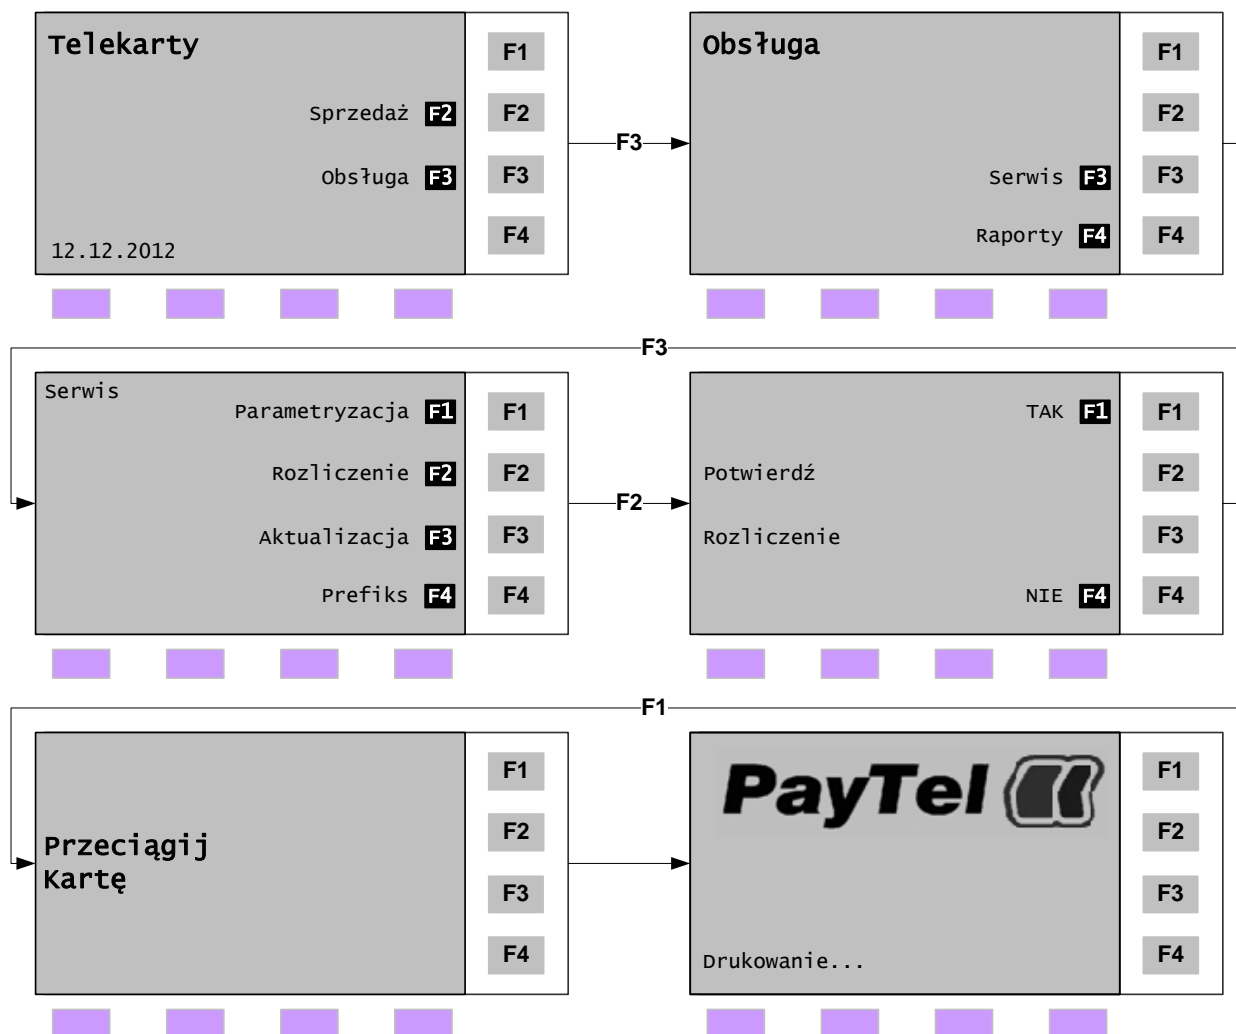 Telekarty
F1
Sprzedaż F2
F2
Obsługa F3
F3
12.12.2012
F4
F3
Obsługa
F1
F2
Serwis F3
F3
Raporty F4
F4
F3
Serwis
Parametryzacja F1
F1
Rozliczenie F2
F2
Aktualizacja F3
F3
Prefiks F4
F4
F2
TAK F1
F1
Potwierdź
F2
Rozliczenie
F3
NIE F4
F4
F1
Przeciągij
Kartę
F1
F2
F3
F4
PayTel
F1
F2
F3
Drukowanie...
F4